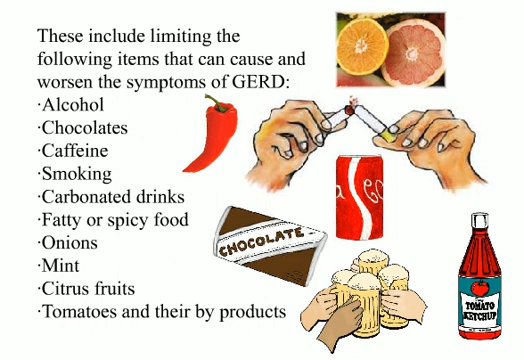 These include limiting the
following items that can cause and
worsen the symptoms of GERD:
·Alcohol
·Chocolates
·Caffeine
·Smoking
·Carbonated drinks
·Fatty or spicy food
·Onions
·Mint
·Citrus fruits
·Tomatoes and their by products
CHOCOLATE
TOMATO
KETCHUP